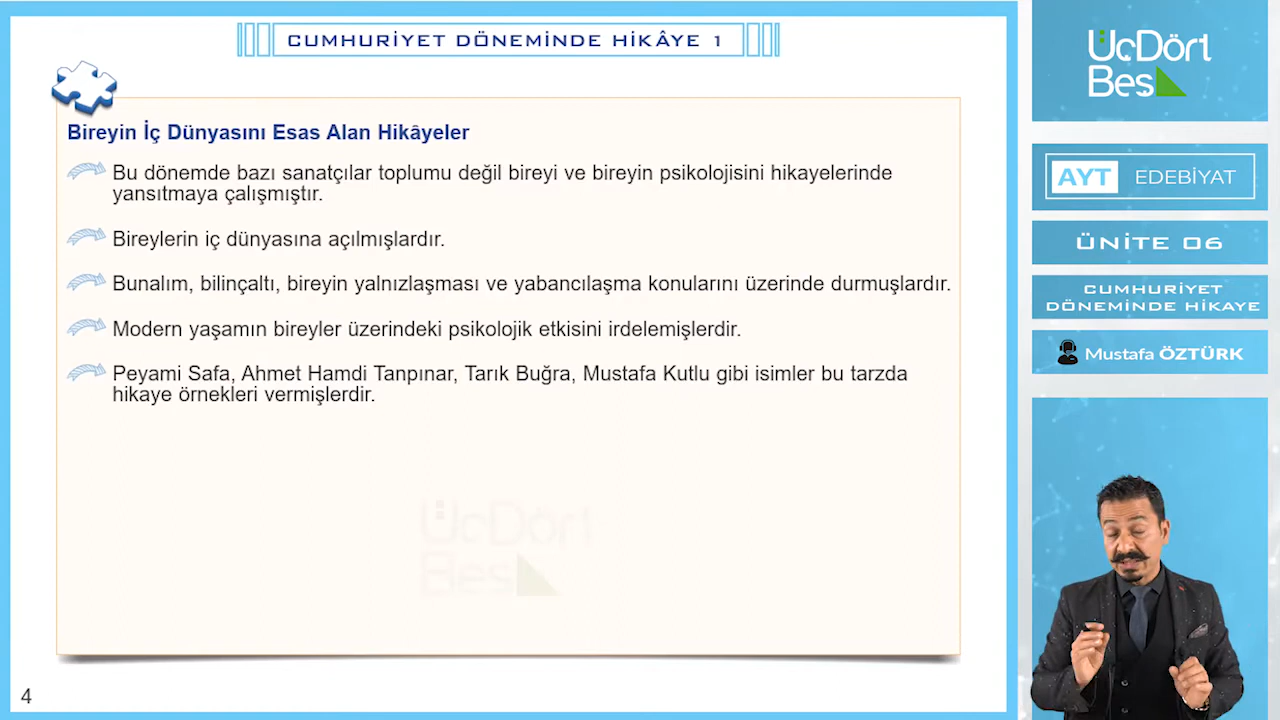 CUMHURİYET DÖNEMİNDE HİKÂYE 1
Bireyin İç Dünyasını Esas Alan Hikâyeler
Bu dönemde bazı sanatçılar toplumu değil bireyi ve bireyin psikolojisini hikayelerinde
yansıtmaya çalışmıştır.
Bireylerin iç dünyasına açılmışlardır.
Bunalım, bilinçaltı, bireyin yalnızlaşması ve yabancılaşma konularını üzerinde durmuşlardır.
Modern yaşamın bireyler üzerindeki psikolojik etkisini irdelemişlerdir.
Peyami Safa, Ahmet Hamdi Tanpınar, Tarık Buğra, Mustafa Kutlu gibi isimler bu tarzda
hikaye örnekleri vermişlerdir.
ÜçDört
Beş
4
ÜçDört
Beş
AYT EDEBİYAT
ÜNİTE 06
CUMHURİYET
DÖNEMİNDE HİKAYE
Mustafa ÖZTÜRK